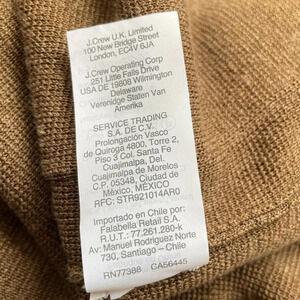 J.Crew U.K. Limited
100 New Bridge Street
London, EC4V 6JA
J.Crew Operating Corp
251 Little Falls Drive
USA DE 19808 Wilmington
Delaware
Verenidge Staten Van
Amerika
SERVICE TRADING
S.A. DE C.V.
Prolongación Vasco
de Quiroga 4800, Torre 2,
Piso 3 Col. Santa Fe
Cuajimalpa, Del.
Cuajimalpa de Morelos
C.P. 05348, Ciudad de
México, MÉXICO
RFC: STR921014AR0
Importado en Chile por:
Falabella Retail S.A.
R.U.T.: 77.261.280-k
Av: Manuel Rodriguez Norte
730, Santiago - Chile
RN77388 CA56445